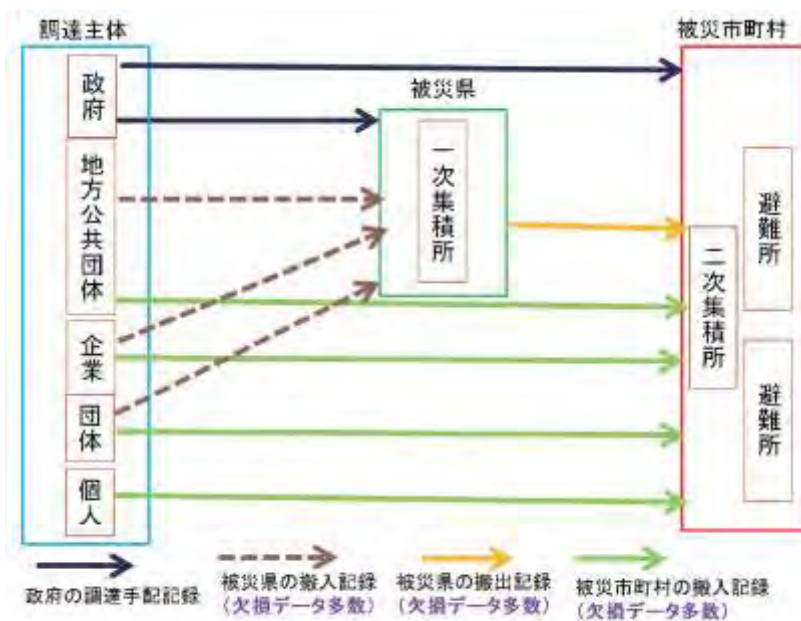 調達主体
被災市町村
政府
被災県
地方公共団体
一次集積所
避難所
二次集積所
企業
団体
避難所
個人
政府の調達手配記録
被災県の搬入記録
(欠損データ多数)
被災県の搬出記録
(欠損データ多数)
被災市町村の搬入記録
(欠損データ多数)